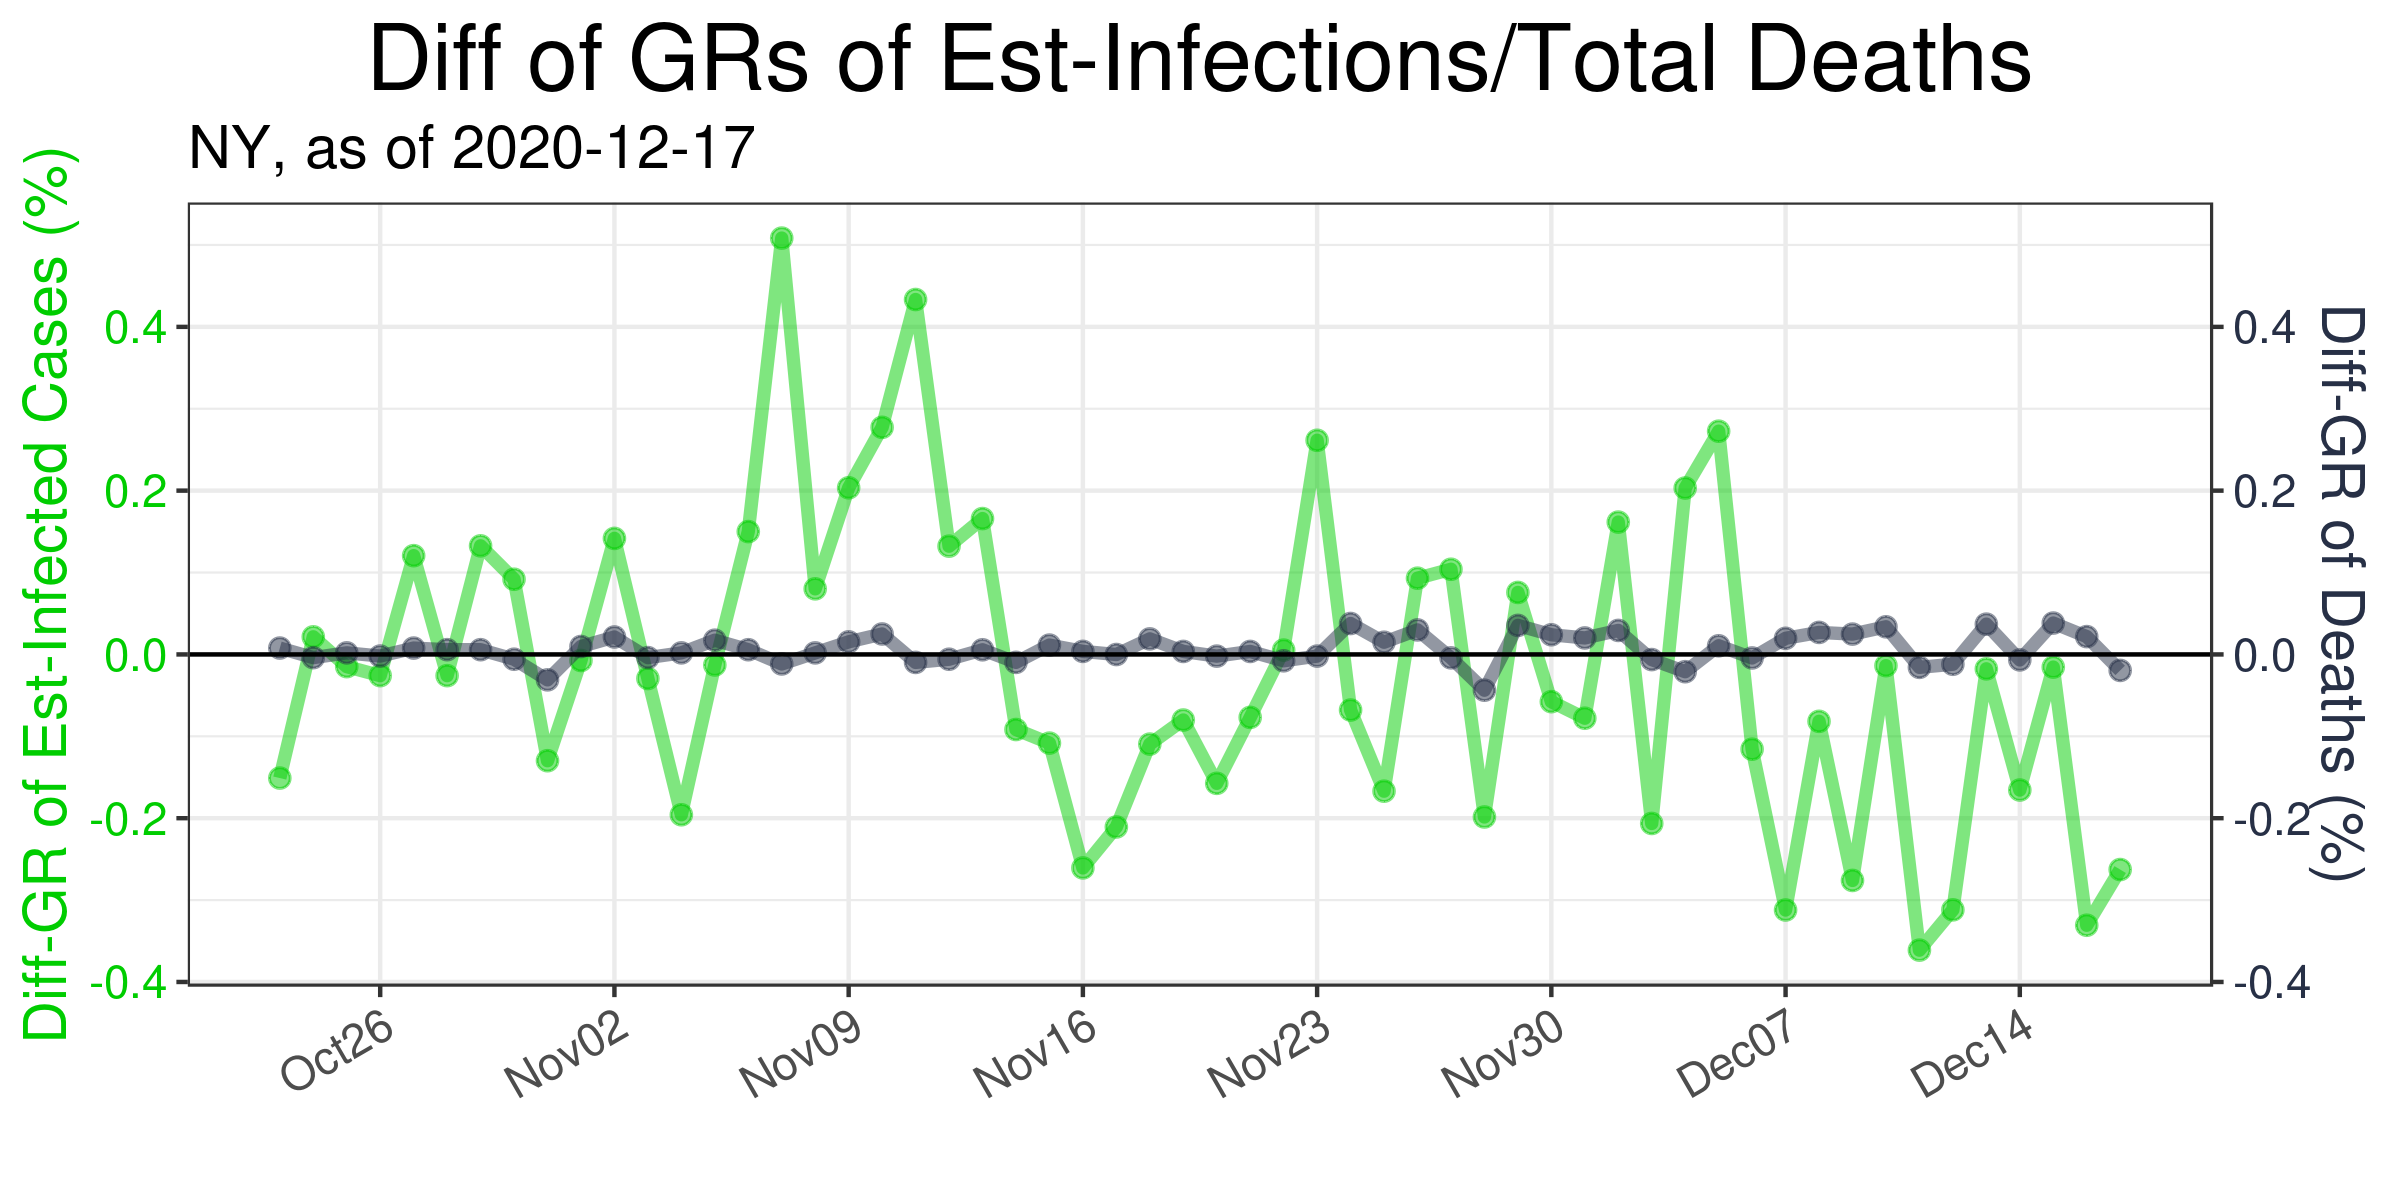 Diff of GRs of Est-Infections/Total Deaths
NY, as of 2020-12-17
Diff-GR of Est-Infected Cases (%)
0.4
0.2
0.0
-0.2
-0.4
0.4
0.2
0.0
-0.2
-0.4
Diff-GR of Deaths (%)
Oct26
Nov02
Nov09
Nov16
Nov23
Nov30
Dec07
Dec14